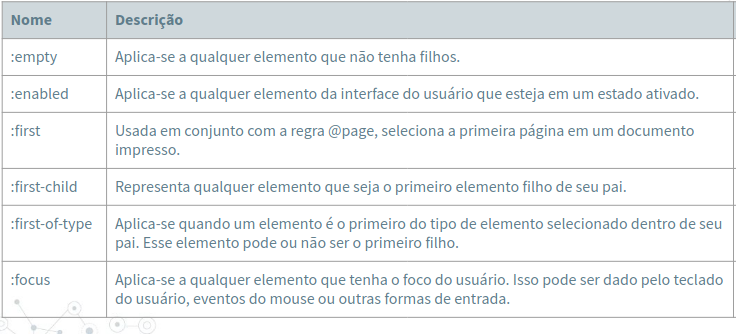 Nome Descrição
:empty Aplica-se a qualquer elemento que não tenha filhos.
:enabled Aplica-se a qualquer elemento da interface do usuário que esteja em um estado ativado.
:first Usada em conjunto com a regra @page, seleciona a primeira página em um documento
impresso.
:first-child Representa qualquer elemento que seja o primeiro elemento filho de seu pai.
:first-of-type Aplica-se quando um elemento é o primeiro do tipo de elemento selecionado dentro de seu
pai. Esse elemento pode ou não ser o primeiro filho.
:focus Aplica-se a qualquer elemento que tenha o foco do usuário. Isso pode ser dado pelo teclado
do usuário, eventos do mouse ou outras formas de entrada.